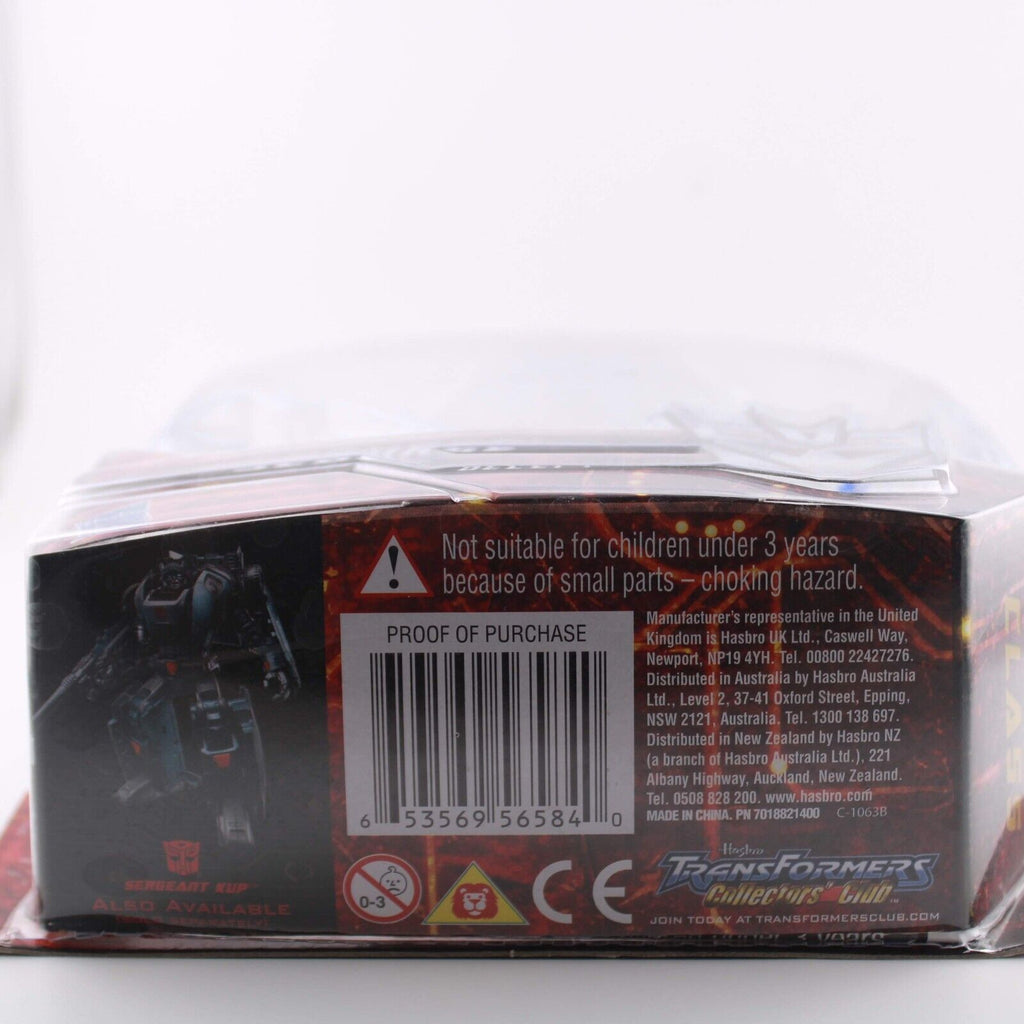 Not suitable for children under 3 years
because of small parts – choking hazard.
PROOF OF PURCHASE
6 53569 56584 0
Manufacturer's representative in the United
Kingdom is Hasbro UK Ltd., Caswell Way,
Newport, NP19 4YH. Tel. 00800 22427276.
Distributed in Australia by Hasbro Australia
Ltd., Level 2, 37-41 Oxford Street, Epping,
NSW 2121, Australia. Tel. 1300 138 697.
Distributed in New Zealand by Hasbro NZ
(a branch of Hasbro Australia Ltd.), 221
Albany Highway, Auckland, New Zealand.
Tel. 0508 828 200. www.hasbro.com
MADE IN CHINA. PN 7018821400 C-1063B
SERGEANT KUP
ALSO AVAILABLE
0-3
CE
Hasbro
TRANSFORMERS
Collectors' Club™
JOIN TODAY AT TRANSFORMERSCLUB.COM
3 years